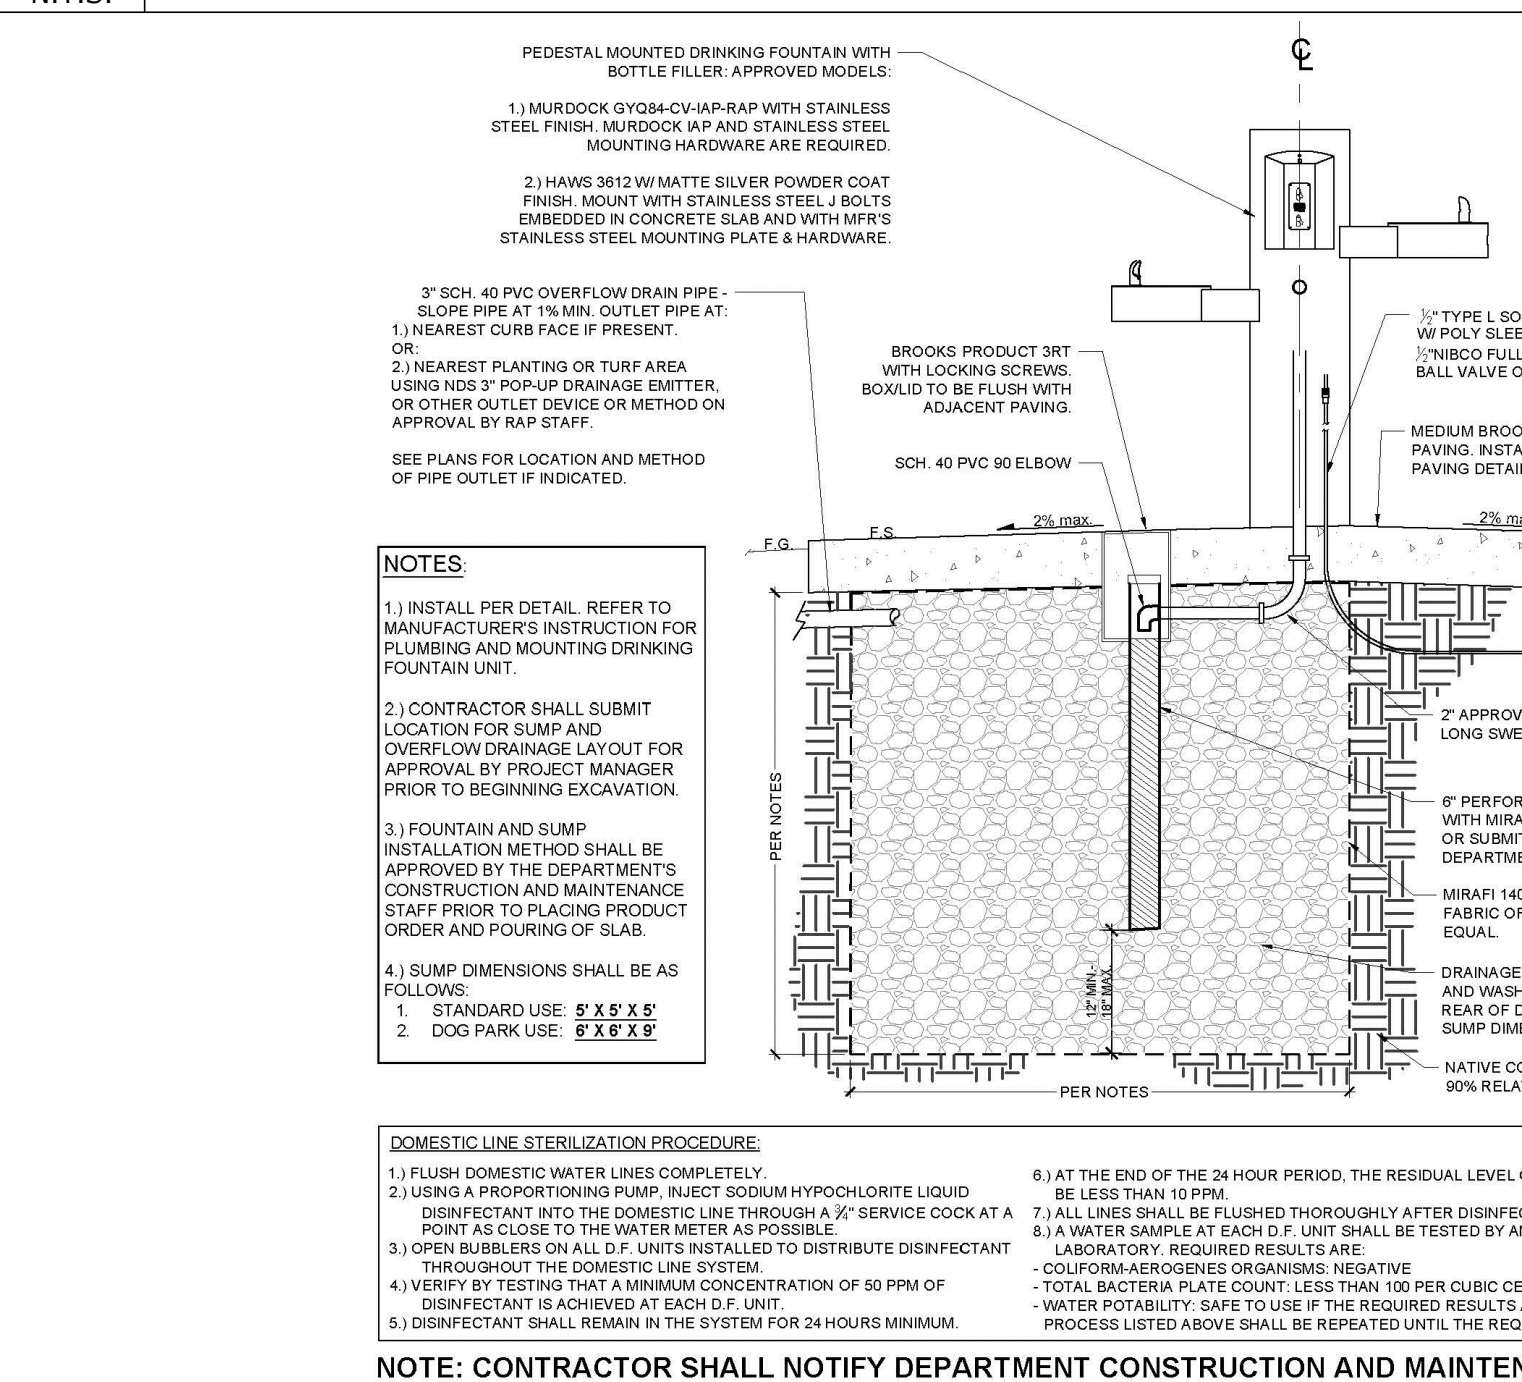 N.T.S.
PEDESTAL MOUNTED DRINKING FOUNTAIN WITH
BOTTLE FILLER: APPROVED MODELS:
1.) MURDOCK GYQ84-CV-IAP-RAP WITH STAINLESS
STEEL FINISH. MURDOCK IAP AND STAINLESS STEEL
MOUNTING HARDWARE ARE REQUIRED.
2.) HAWS 3612 W/ MATTE SILVER POWDER COAT
FINISH. MOUNT WITH STAINLESS STEEL J BOLTS
EMBEDDED IN CONCRETE SLAB AND WITH MFR'S
STAINLESS STEEL MOUNTING PLATE & HARDWARE.
3" SCH. 40 PVC OVERFLOW DRAIN PIPE -
SLOPE PIPE AT 1% MIN. OUTLET PIPE AT:
1.) NEAREST CURB FACE IF PRESENT.
OR:
2.) NEAREST PLANTING OR TURF AREA
USING NDS 3" POP-UP DRAINAGE EMITTER,
OR OTHER OUTLET DEVICE OR METHOD ON
APPROVAL BY RAP STAFF.
SEE PLANS FOR LOCATION AND METHOD
OF PIPE OUTLET IF INDICATED.
BROOKS PRODUCT 3RT
WITH LOCKING SCREWS.
BOX/LID TO BE FLUSH WITH
ADJACENT PAVING.
SCH. 40 PVC 90 ELBOW
℄
½" TYPE L SO
W/ POLY SLEE
½"NIBCO FULL
BALL VALVE O
MEDIUM BROO
PAVING. INSTA
PAVING DETAI
2% max.
2% ma
F.G.
F.S.
NOTES:
1.) INSTALL PER DETAIL. REFER TO
MANUFACTURER'S INSTRUCTION FOR
PLUMBING AND MOUNTING DRINKING
FOUNTAIN UNIT.
2.) CONTRACTOR SHALL SUBMIT
LOCATION FOR SUMP AND
OVERFLOW DRAINAGE LAYOUT FOR
APPROVAL BY PROJECT MANAGER
PRIOR TO BEGINNING EXCAVATION.
3.) FOUNTAIN AND SUMP
INSTALLATION METHOD SHALL BE
APPROVED BY THE DEPARTMENT'S
CONSTRUCTION AND MAINTENANCE
STAFF PRIOR TO PLACING PRODUCT
ORDER AND POURING OF SLAB.
4.) SUMP DIMENSIONS SHALL BE AS
FOLLOWS:
1. STANDARD USE: 5' X 5' X 5'
2. DOG PARK USE: 6' X 6' X 9'
PER NOTES
12" MIN.-
18" MAX.
PER NOTES
2" APPROV
LONG SWE
6" PERFOR
WITH MIRA
OR SUBMIT
DEPARTME
MIRAFI 140
FABRIC OR
EQUAL.
DRAINAGE
AND WASH
REAR OF D
SUMP DIME
NATIVE CO
90% RELA
DOMESTIC LINE STERILIZATION PROCEDURE:
1.) FLUSH DOMESTIC WATER LINES COMPLETELY.
2.) USING A PROPORTIONING PUMP, INJECT SODIUM HYPOCHLORITE LIQUID
DISINFECTANT INTO THE DOMESTIC LINE THROUGH A ¾" SERVICE COCK AT A
POINT AS CLOSE TO THE WATER METER AS POSSIBLE.
3.) OPEN BUBBLERS ON ALL D.F. UNITS INSTALLED TO DISTRIBUTE DISINFECTANT
THROUGHOUT THE DOMESTIC LINE SYSTEM.
4.) VERIFY BY TESTING THAT A MINIMUM CONCENTRATION OF 50 PPM OF
DISINFECTANT IS ACHIEVED AT EACH D.F. UNIT.
5.) DISINFECTANT SHALL REMAIN IN THE SYSTEM FOR 24 HOURS MINIMUM.
6.) AT THE END OF THE 24 HOUR PERIOD, THE RESIDUAL LEVEL
BE LESS THAN 10 PPM.
7.) ALL LINES SHALL BE FLUSHED THOROUGHLY AFTER DISINFEC
8.) A WATER SAMPLE AT EACH D.F. UNIT SHALL BE TESTED BY AN
LABORATORY. REQUIRED RESULTS ARE:
- COLIFORM-AEROGENES ORGANISMS: NEGATIVE
- TOTAL BACTERIA PLATE COUNT: LESS THAN 100 PER CUBIC CE
- WATER POTABILITY: SAFE TO USE IF THE REQUIRED RESULTS
PROCESS LISTED ABOVE SHALL BE REPEATED UNTIL THE REQ
NOTE: CONTRACTOR SHALL NOTIFY DEPARTMENT CONSTRUCTION AND MAINTEN